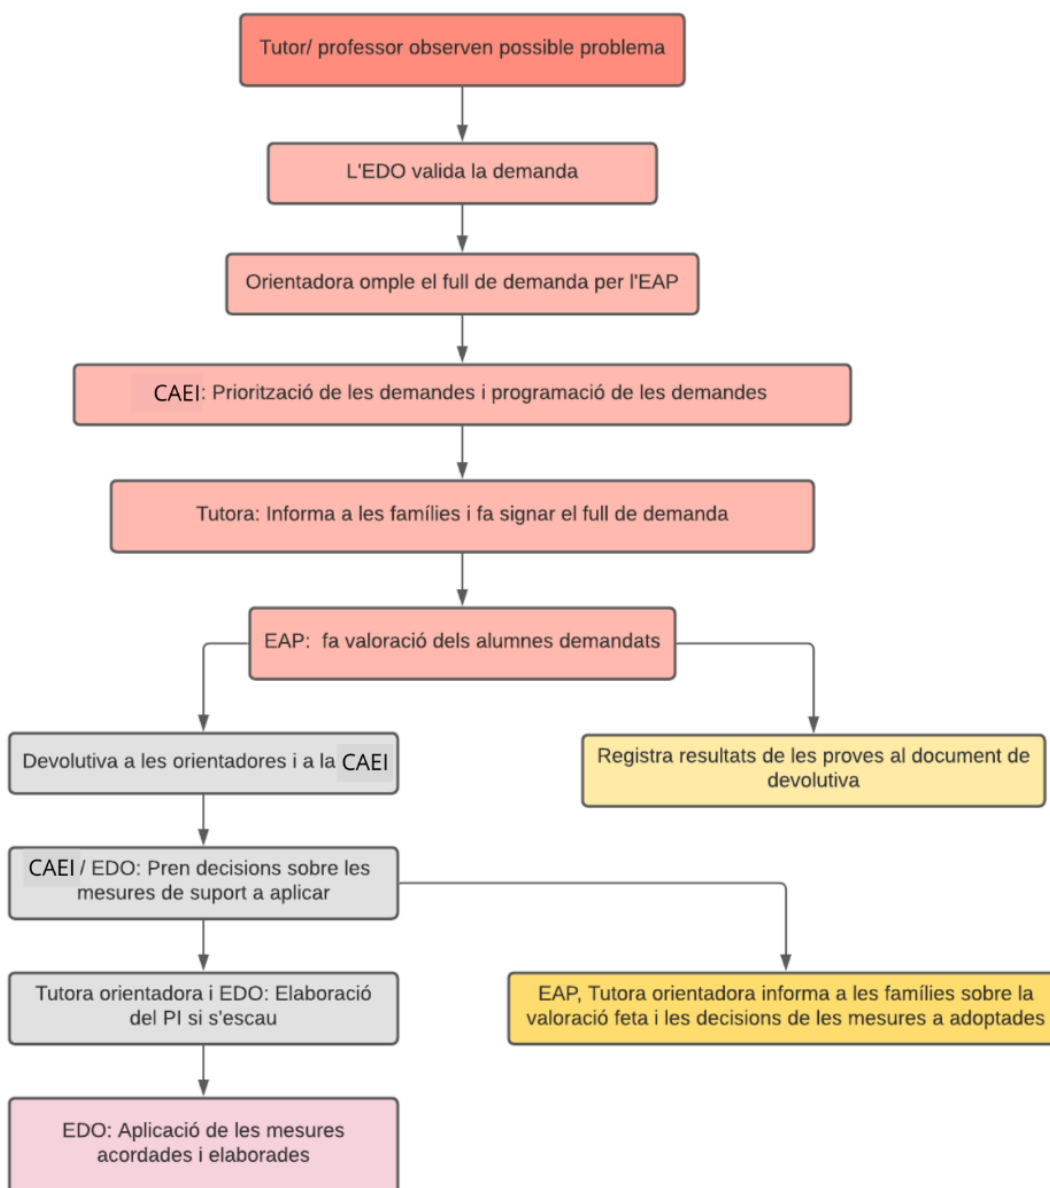 Tutor/ professor observen possible problema
L'EDO valida la demanda
Orientadora omple el full de demanda per l'EAP
CAEI: Priorització de les demandes i programació de les demandes
Tutora: Informa a les famílies i fa signar el full de demanda
EAP: fa valoració dels alumnes demandats
Devolutiva a les orientadores i a la CAEI
Registra resultats de les proves al document de
devolutiva
CAEI / EDO: Pren decisions sobre les
mesures de suport a aplicar
Tutora orientadora i EDO: Elaboració
del PI si s'escau
EAP, Tutora orientadora informa a les famílies sobre la
valoració feta i les decisions de les mesures a adoptades
EDO: Aplicació de les mesures
acordades i elaborades